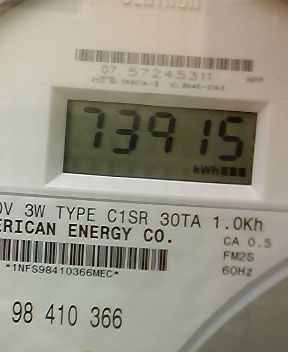 07 57245311
73915
kWh
0V 3W TYPE C1SR 30TA 1.0Kh
ERICAN ENERGY CO.
CA 0.5
FM2S
*1NFS98410366MEC*
60Hz
98 410 366